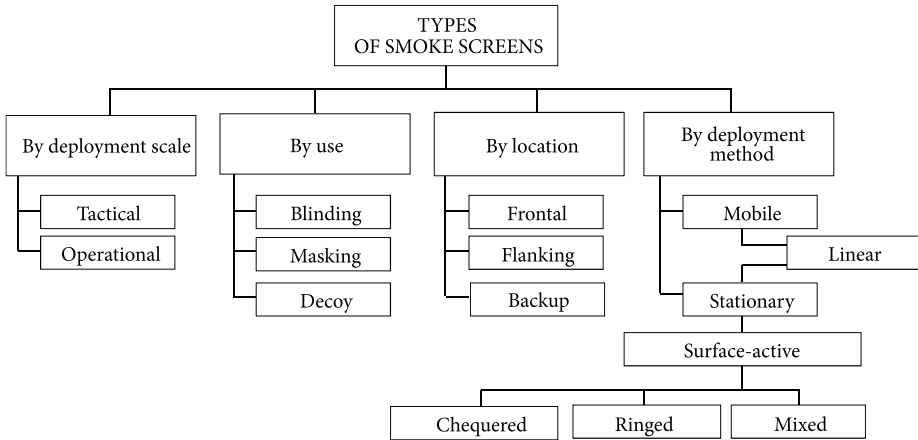 TYPES
OF SMOKE SCREENS
By deployment scale
By use
By location
By deployment
method
Tactical
Operational
Blinding
Masking
Decoy
Frontal
Flanking
Backup
Mobile
Linear
Stationary
Surface-active
Chequered
Ringed
Mixed